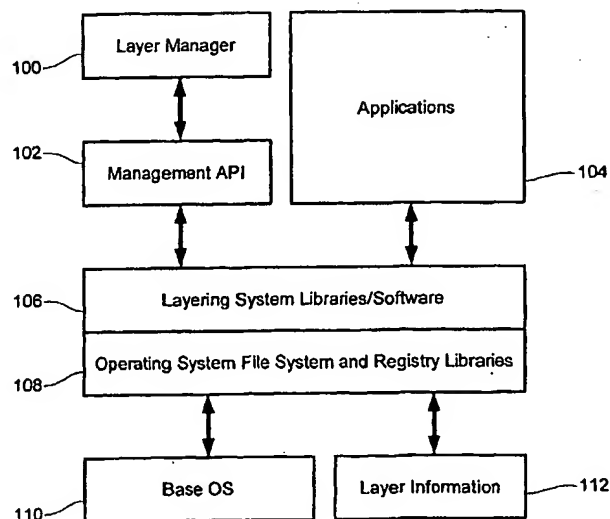 Layer Manager
100
Applications
102
Management API
104
106
Layering System Libraries/Software
Operating System File System and Registry Libraries
108
Base OS
Layer Information
112
110